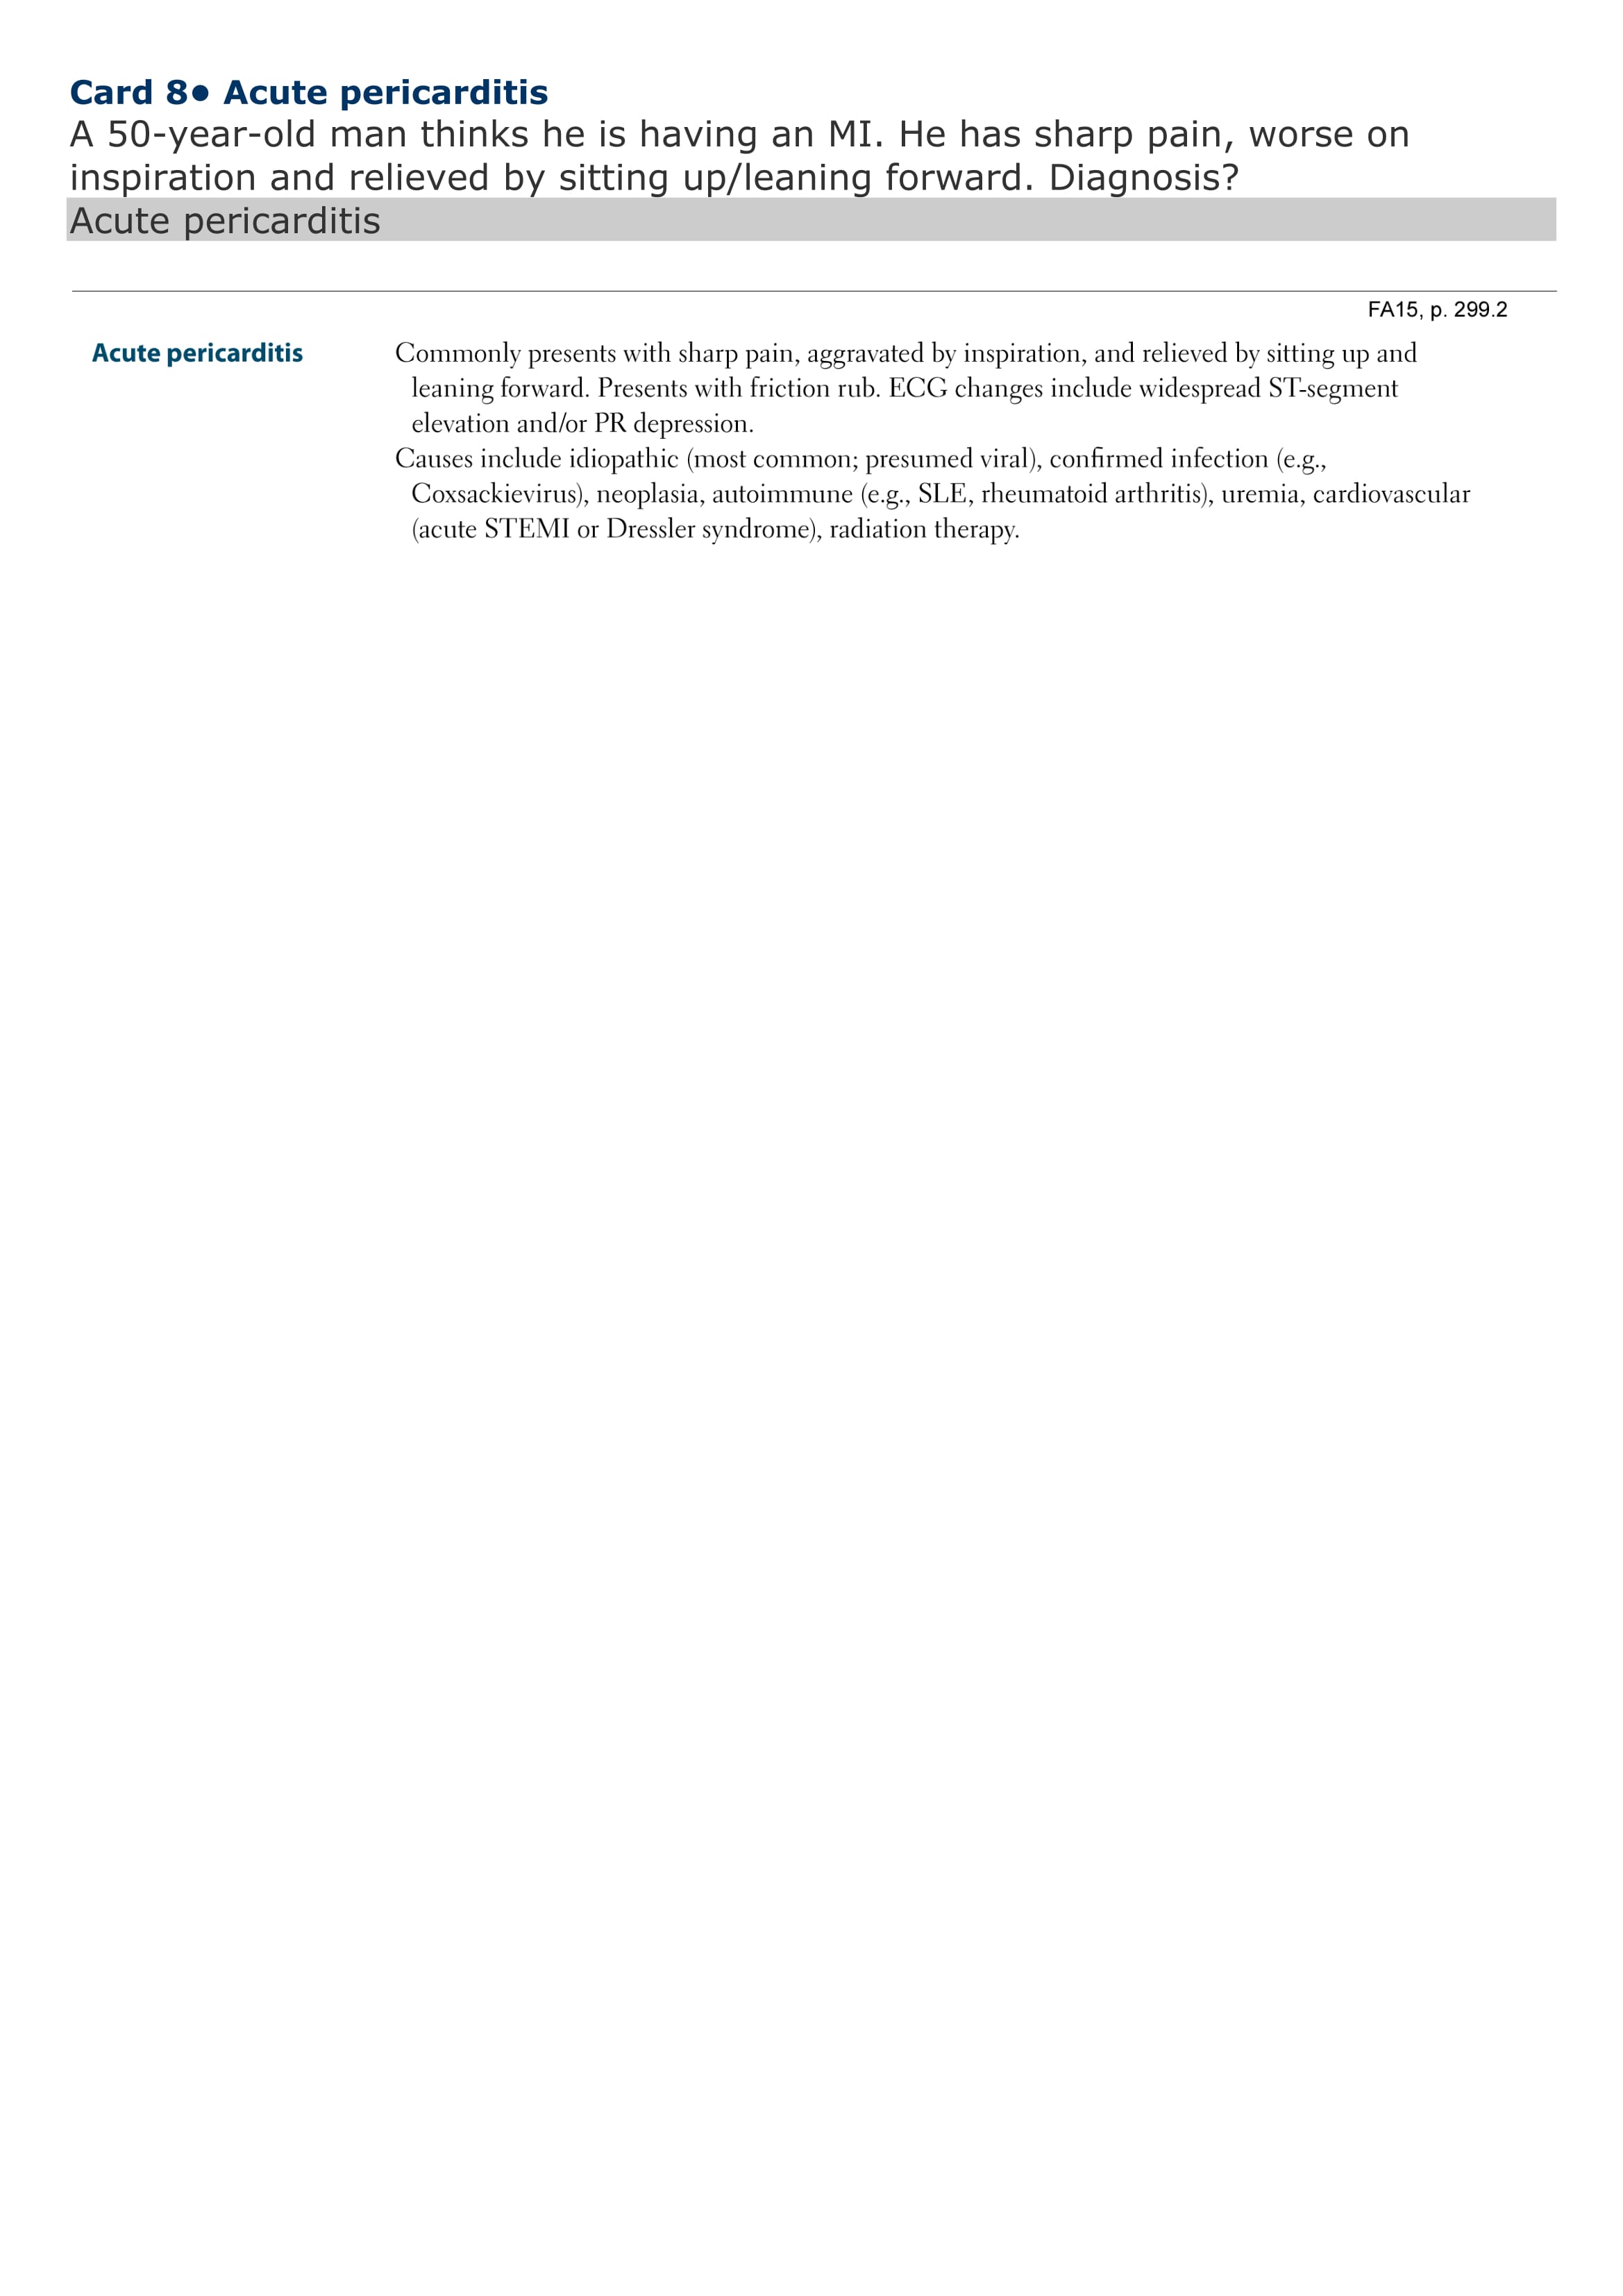 Card 8• Acute pericarditis
A 50-year-old man thinks he is having an MI. He has sharp pain, worse on
inspiration and relieved by sitting up/leaning forward. Diagnosis?
Acute pericarditis
FA15, p. 299.2
Acute pericarditis
Commonly presents with sharp pain, aggravated by inspiration, and relieved by sitting up and
leaning forward. Presents with friction rub. ECG changes include widespread ST-segment
elevation and/or PR depression.
Causes include idiopathic (most common; presumed viral), confirmed infection (e.g.,
Coxsackievirus), neoplasia, autoimmune (e.g., SLE, rheumatoid arthritis), uremia, cardiovascular
(acute STEMI or Dressler syndrome), radiation therapy.